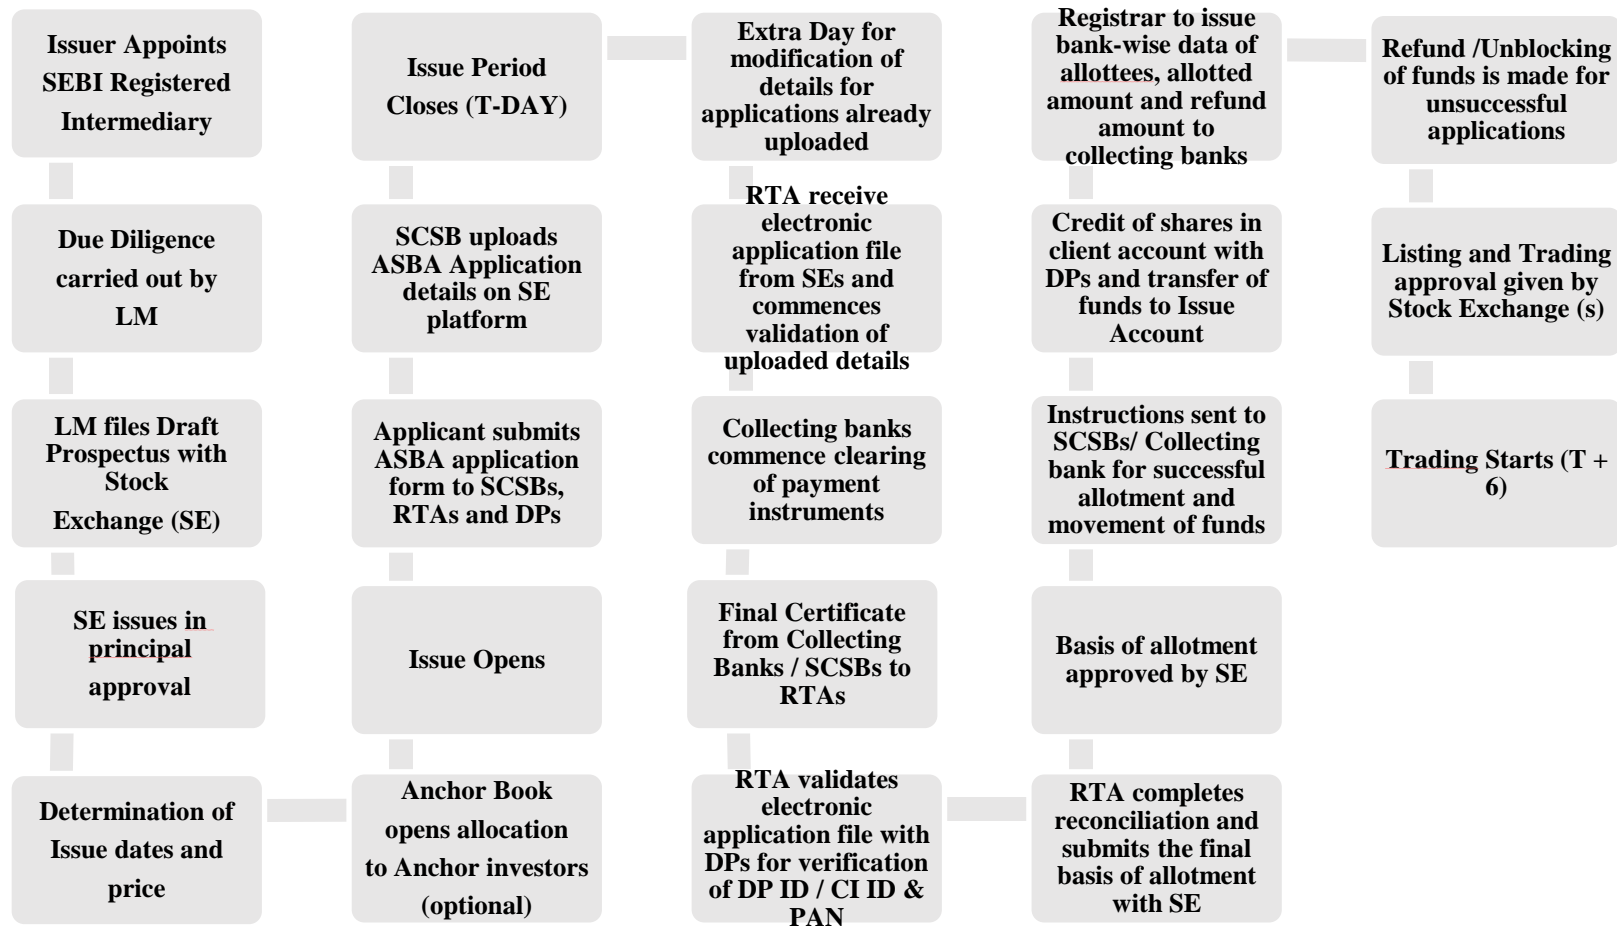 Issuer Appoints
SEBI Registered
Intermediary
Due Diligence
carried out by
LM
LM files Draft
Prospectus with
Stock
Exchange (SE)
SE issues in
principal
approval
Determination of
Issue dates and
price
Anchor Book
opens allocation
to Anchor investors
(optional)
Issue Opens
Applicant submits
ASBA application
form to SCSBs,
RTAs and DPs
SCSB uploads
ASBA Application
details on SE
platform
Issue Period
Closes (T-DAY)
Extra Day for
modification of
details for
applications already
uploaded
RTA receive
electronic
application file
from SEs and
commences
validation of
uploaded details
Collecting banks
commence clearing
of payment
instruments
Final Certificate
from Collecting
Banks / SCSBs to
RTAs
RTA validates
electronic
application file with
DPs for verification
of DP ID / CI ID &
PAN
RTA completes
reconciliation and
submits the final
basis of allotment
with SE
Basis of allotment
approved by SE
Instructions sent to
SCSBs/ Collecting
bank for successful
allotment and
movement of funds
Credit of shares in
client account with
DPs and transfer of
funds to Issue
Account
Registrar to issue
bank-wise data of
allottees, allotted
amount and refund
amount to
collecting banks
Refund /Unblocking
of funds is made for
unsuccessful
applications
Listing and Trading
approval given by
Stock Exchange (s)
Trading Starts (T +
6)